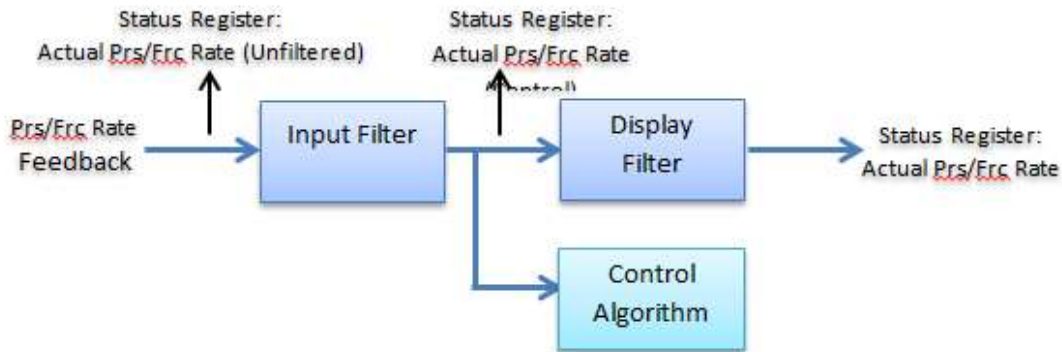 Status Register:
Actual Prs/Frc Rate (Unfiltered)
Status Register:
Actual Prs/Frc Rate
Prs/Frc Rate
Feedback
Input Filter
Display
Filter
Status Register:
Actual Prs/Frc Rate
Control
Algorithm